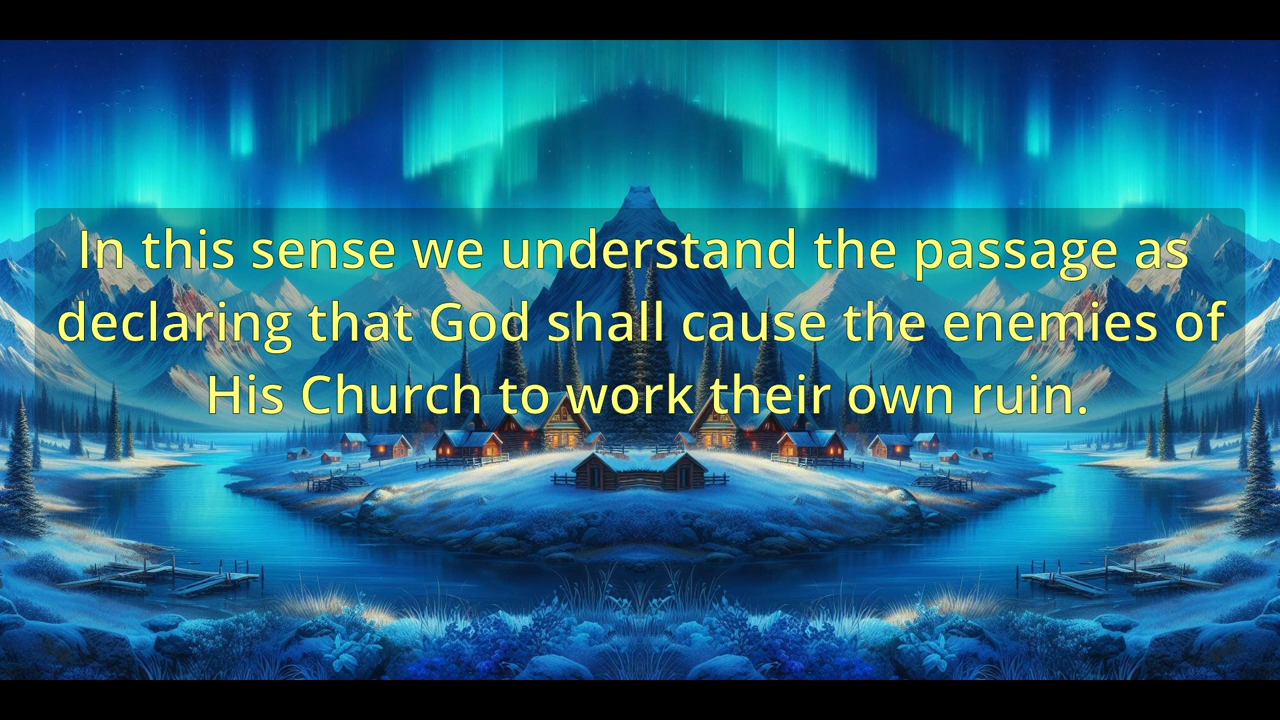 In this sense we understand the passage as
declaring that God shall cause the enemies of
His Church to work their own ruin.